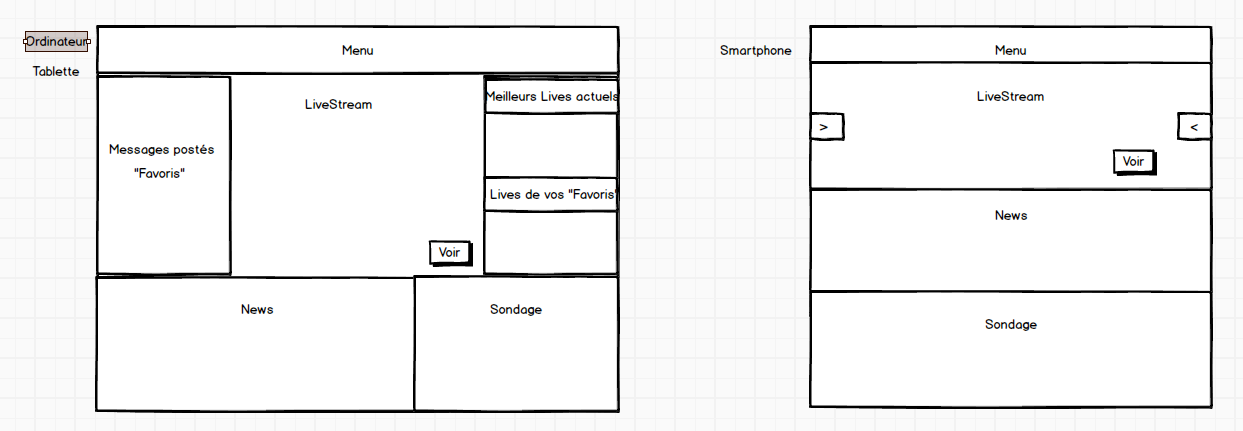 Ordinateur
Tablette
Menu
LiveStream
Messages postés
"Favoris"
Voir
Meilleurs Lives actuels
Lives de vos "Favoris"
News
Sondage
Smartphone
Menu
LiveStream
>
<
Voir
News
Sondage